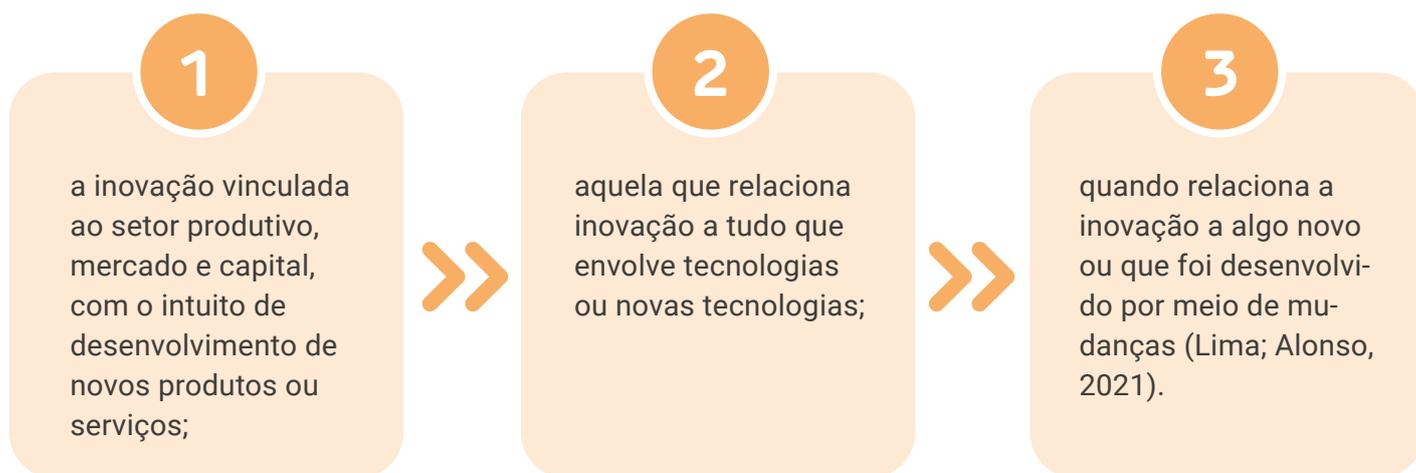 1
a inovação vinculada
ao setor produtivo,
mercado e capital,
com o intuito de
desenvolvimento de
novos produtos ou
serviços;
2
aquela que relaciona
inovação a tudo que
envolve tecnologias
ou novas tecnologias;
3
quando relaciona a
inovação a algo novo
ou que foi desenvolvi-
do por meio de mu-
danças (Lima; Alonso,
2021).